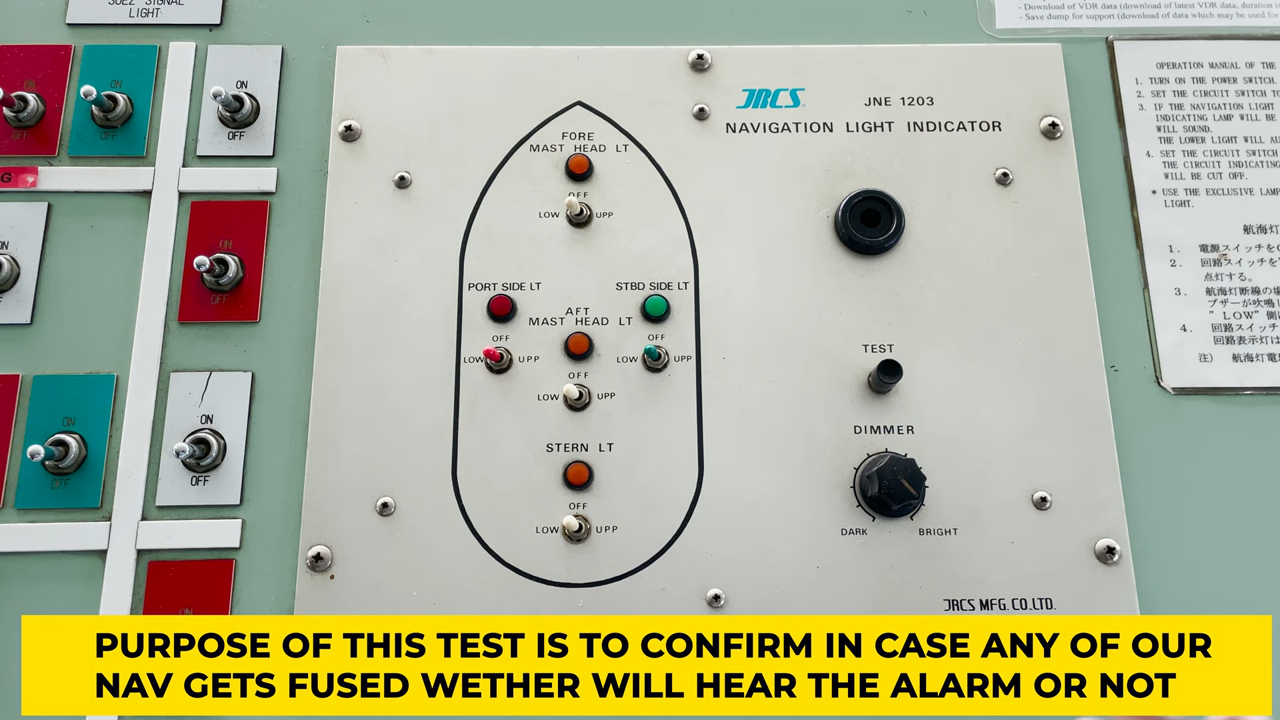 SUEZ SIGNAL
LIGHT
ON
OFF
ON
OFF
ON
OFF
G
ON
ON
OFF
ON
OFF
ON
OFF
ON
JRCS
JNE 1203
NAVIGATION LIGHT INDICATOR
FORE
MAST HEAD LT
OFF
LOW
UPP
PORT SIDE LT
STBD SIDE LT
AFT
MAST HEAD LT
OFF
LOW
UPP
OFF
LOW
UPP
OFF
LOW
UPP
STERN LT
OFF
LOW
UPP
TEST
DIMMER
DARK
BRIGHT
JRCS MFG.CO.LTD.
- Download of VDR data (download of latest VDR data, duration
- Save dump for support (download of data which may be used for
OPERATION MANUAL OF THE
1. TURN ON THE POWER SWITCH.
2. SET THE CIRCUIT SWITCH TO
3. IF THE NAVIGATION LIGHT
INDICATING LAMP WILL BE
WILL SOUND.
THE LOWER LIGHT WILL AU
4. SET THE CIRCUIT SWITCH
THE CIRCUIT INDICATING
WILL BE CUT OFF.
* USE THE EXCLUSIVE LAMP
LIGHT.
航海灯
1. 電源スイッチを
2. 回路スイッチを
点灯する。
3. 航海灯断線の場
ブザーが吹鳴し
" LOW" 側に
4. 回路スイッチ
回路表示灯は
注) 航海灯電
PURPOSE OF THIS TEST IS TO CONFIRM IN CASE ANY OF OUR
NAV GETS FUSED WETHER WILL HEAR THE ALARM OR NOT